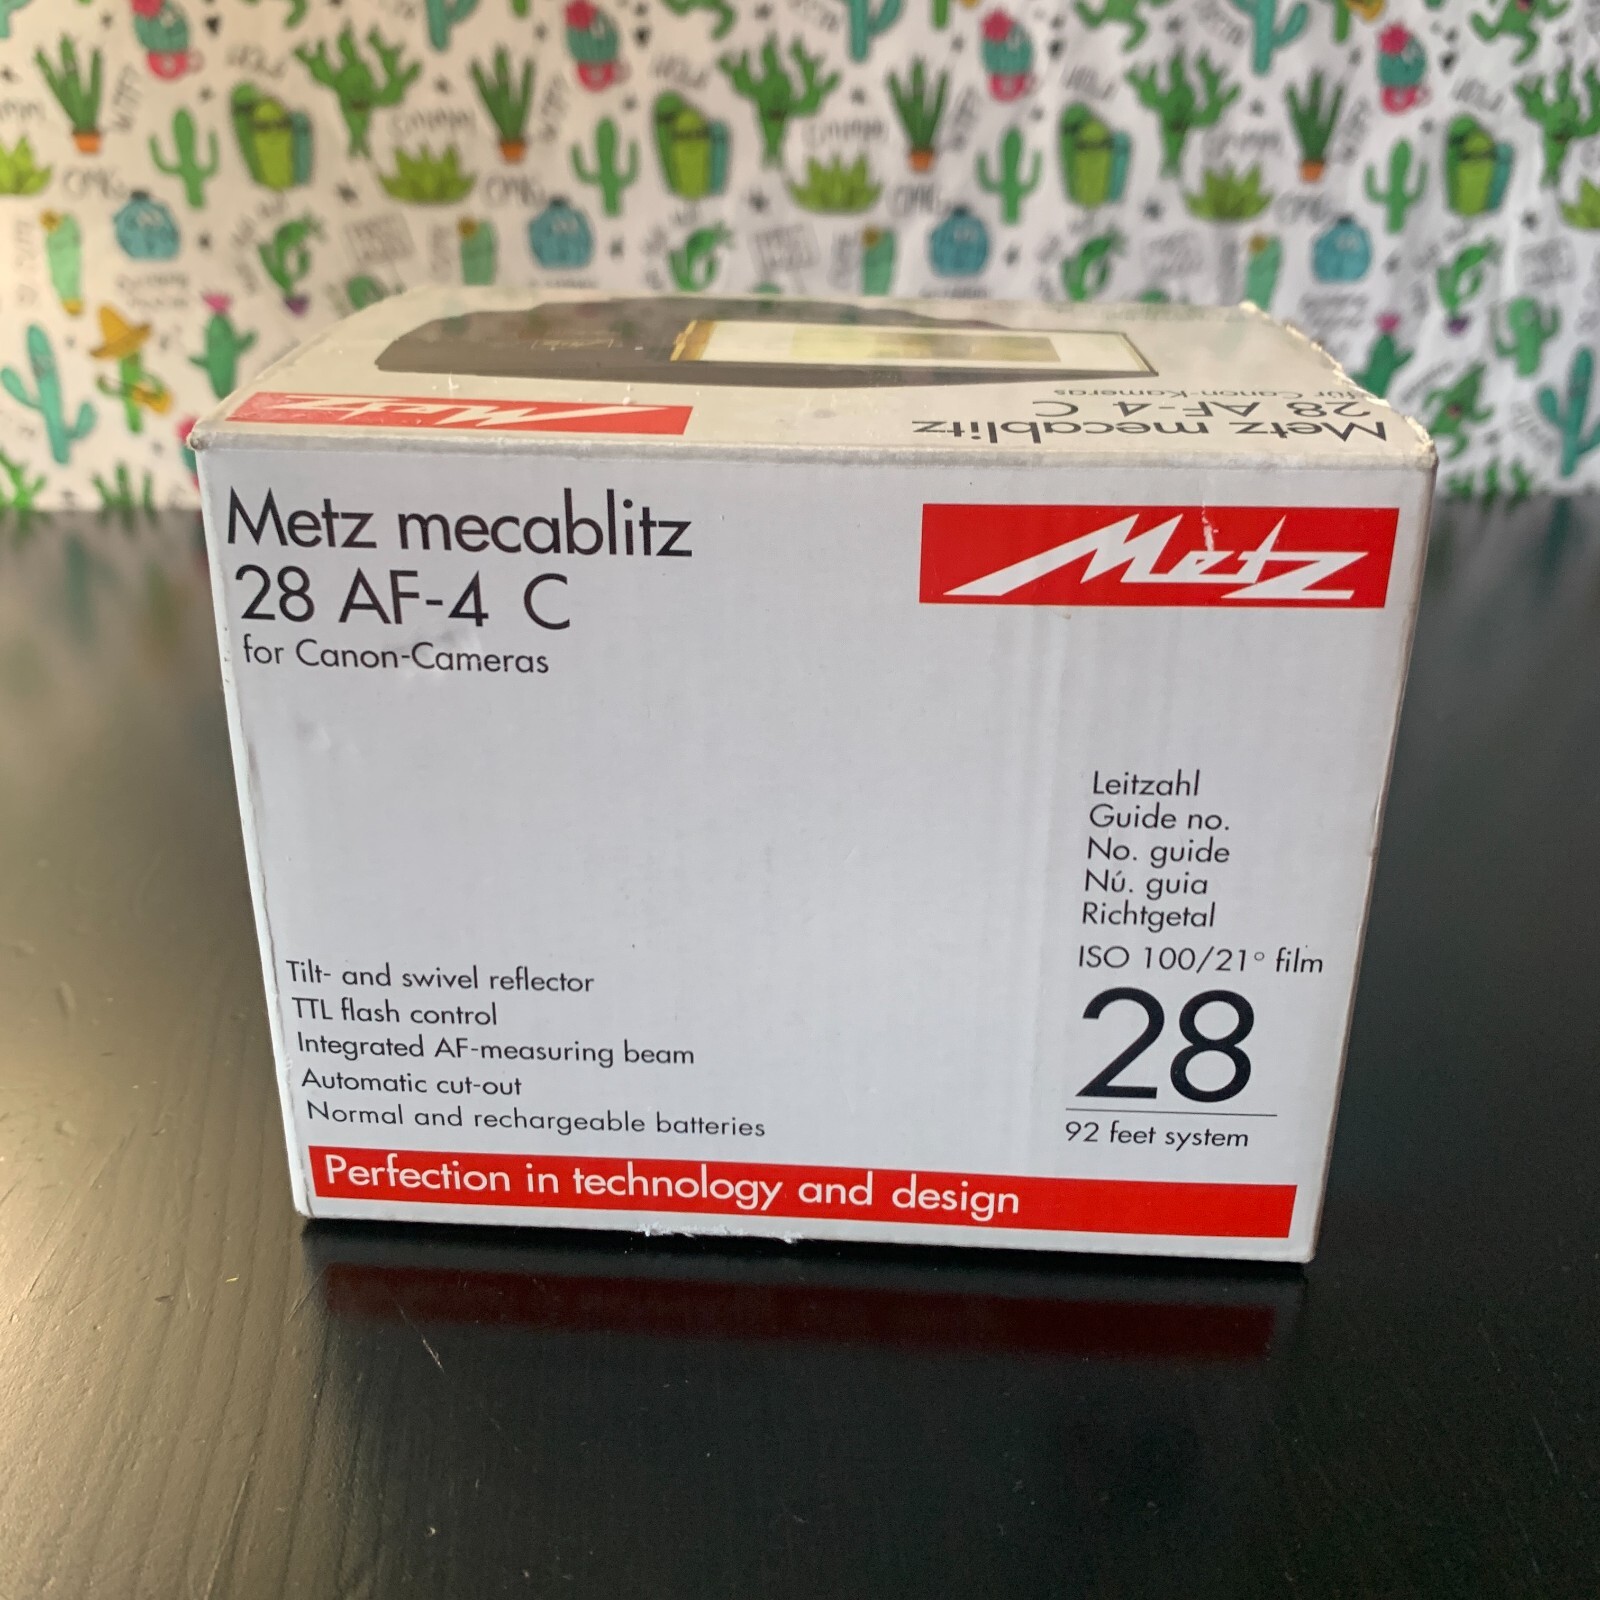 Metz
Metz mecablitz
28 AF-4 C
für Canon-Kameras
Metz mecablitz
28 AF-4 C
for Canon-Cameras
Metz
Leitzahl
Guide no.
No. guide
Nú. guia
Richtgetal
ISO 100/21° film
28
92 feet system
Tilt- and swivel reflector
TTL flash control
Integrated AF-measuring beam
Automatic cut-out
Normal and rechargeable batteries
Perfection in technology and design